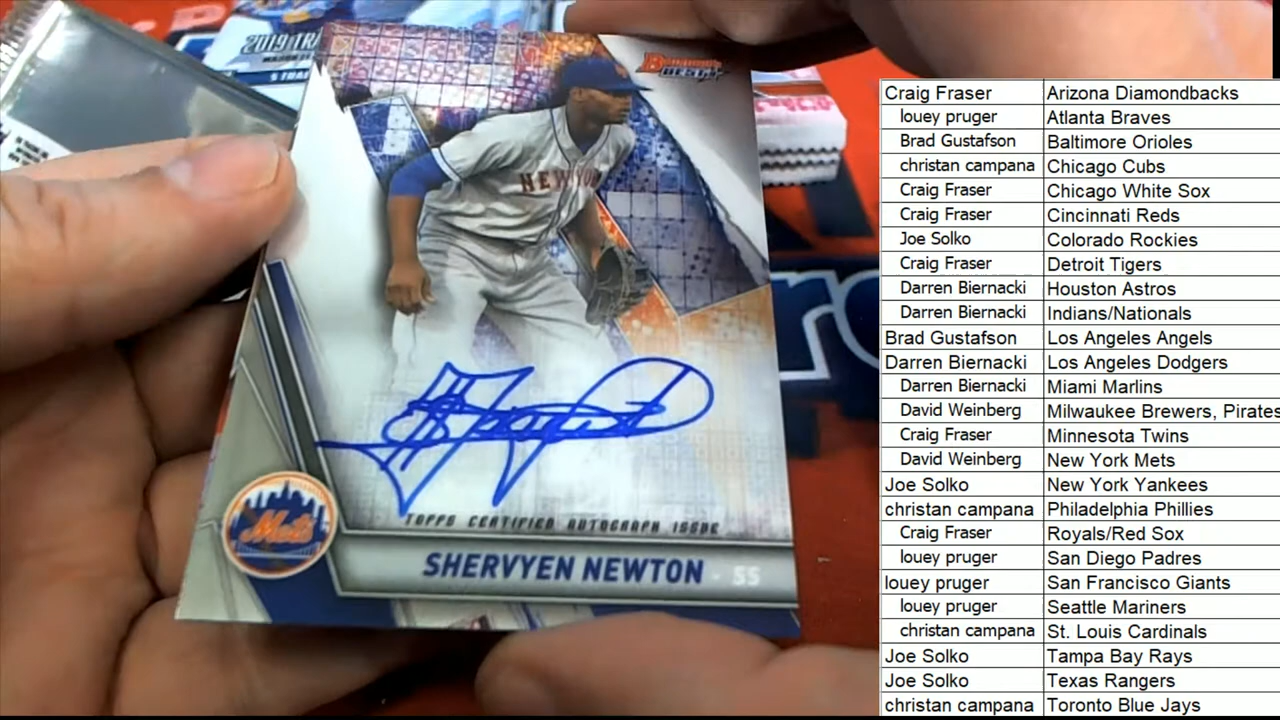 2019 TRA
Bowman's
BEST
NEW YORK
TOPPS CERTIFIED AUTOGRAPH ISSUE
Mets
SHERVYEN NEWTON - SS
Craig Fraser Arizona Diamondbacks
louey pruger Atlanta Braves
Brad Gustafson Baltimore Orioles
christan campana Chicago Cubs
Craig Fraser Chicago White Sox
Craig Fraser Cincinnati Reds
Joe Solko Colorado Rockies
Craig Fraser Detroit Tigers
Darren Biernacki Houston Astros
Darren Biernacki Indians/Nationals
Brad Gustafson Los Angeles Angels
Darren Biernacki Los Angeles Dodgers
Darren Biernacki Miami Marlins
David Weinberg Milwaukee Brewers, Pirates
Craig Fraser Minnesota Twins
David Weinberg New York Mets
Joe Solko New York Yankees
christan campana Philadelphia Phillies
Craig Fraser Royals/Red Sox
louey pruger San Diego Padres
louey pruger San Francisco Giants
louey pruger Seattle Mariners
christan campana St. Louis Cardinals
Joe Solko Tampa Bay Rays
Joe Solko Texas Rangers
christan campana Toronto Blue Jays